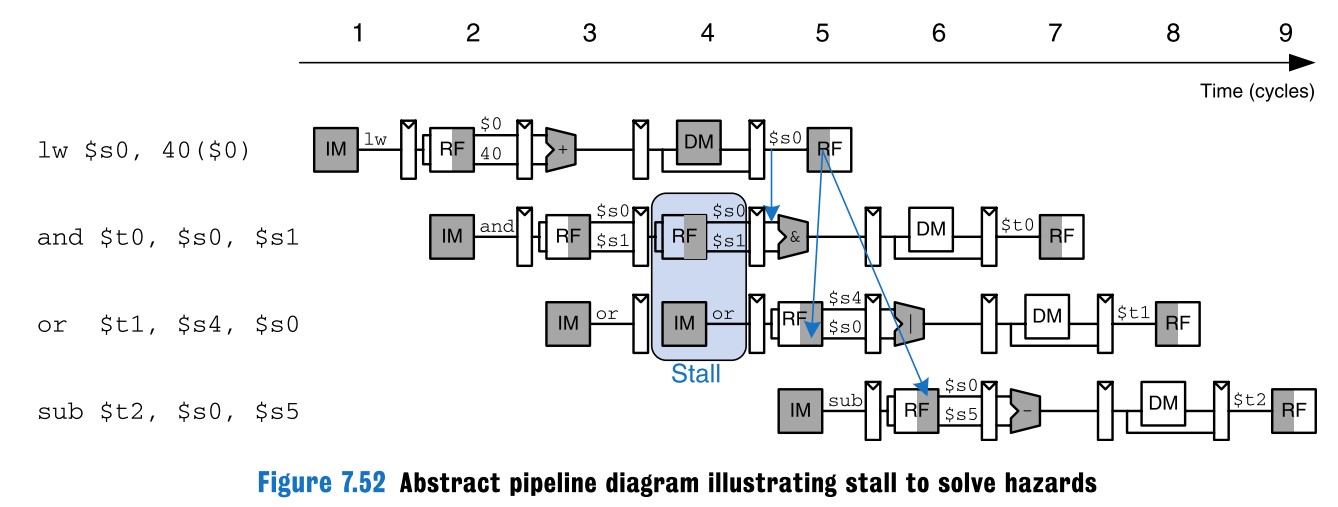 1 2 3 4 5 6 7 8 9
Time (cycles)
lw $s0, 40($0) IM lw RF $0 40 + DM $s0 RF
and $t0, $s0, $s1 IM and RF $s0 $s1 RF $s0 $s1 & DM $t0 RF
or $t1, $s4, $s0 IM or IM or RF $s4 $s0 | DM $t1 RF
Stall
sub $t2, $s0, $s5 IM sub RF $s0 $s5 - DM $t2 RF
Figure 7.52 Abstract pipeline diagram illustrating stall to solve hazards